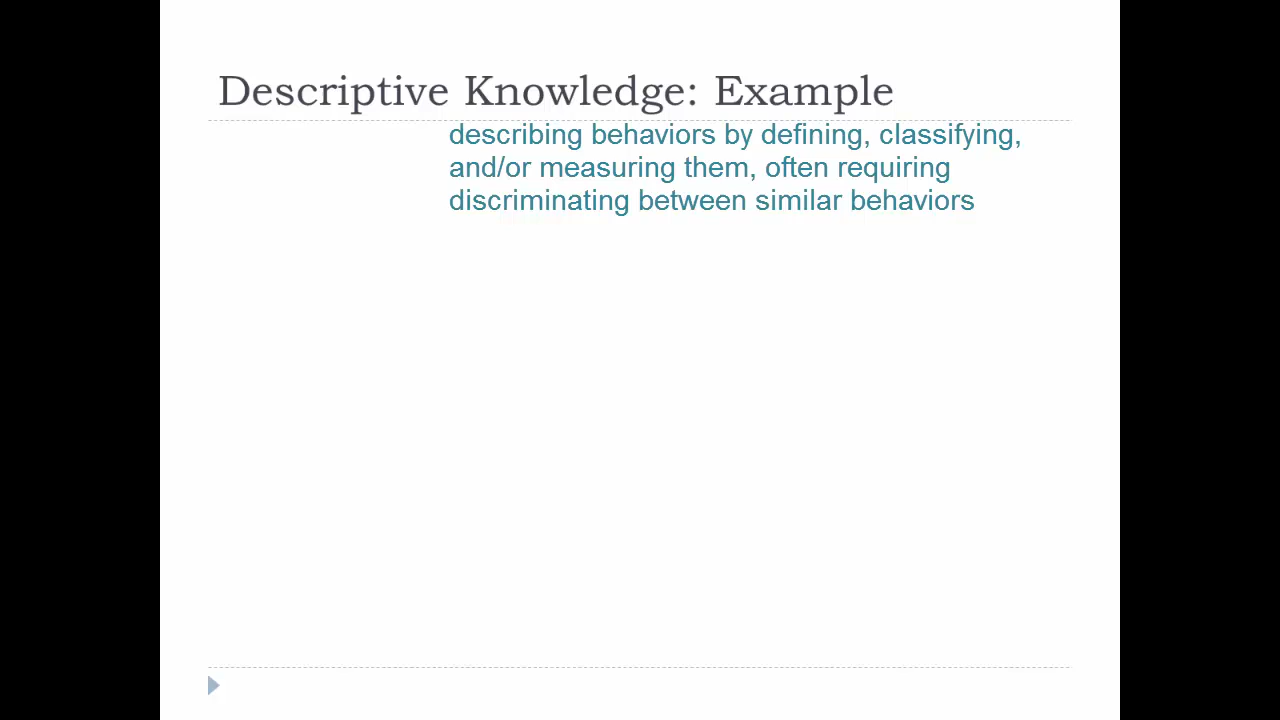 Descriptive Knowledge: Example
describing behaviors by defining, classifying,
and/or measuring them, often requiring
discriminating between similar behaviors